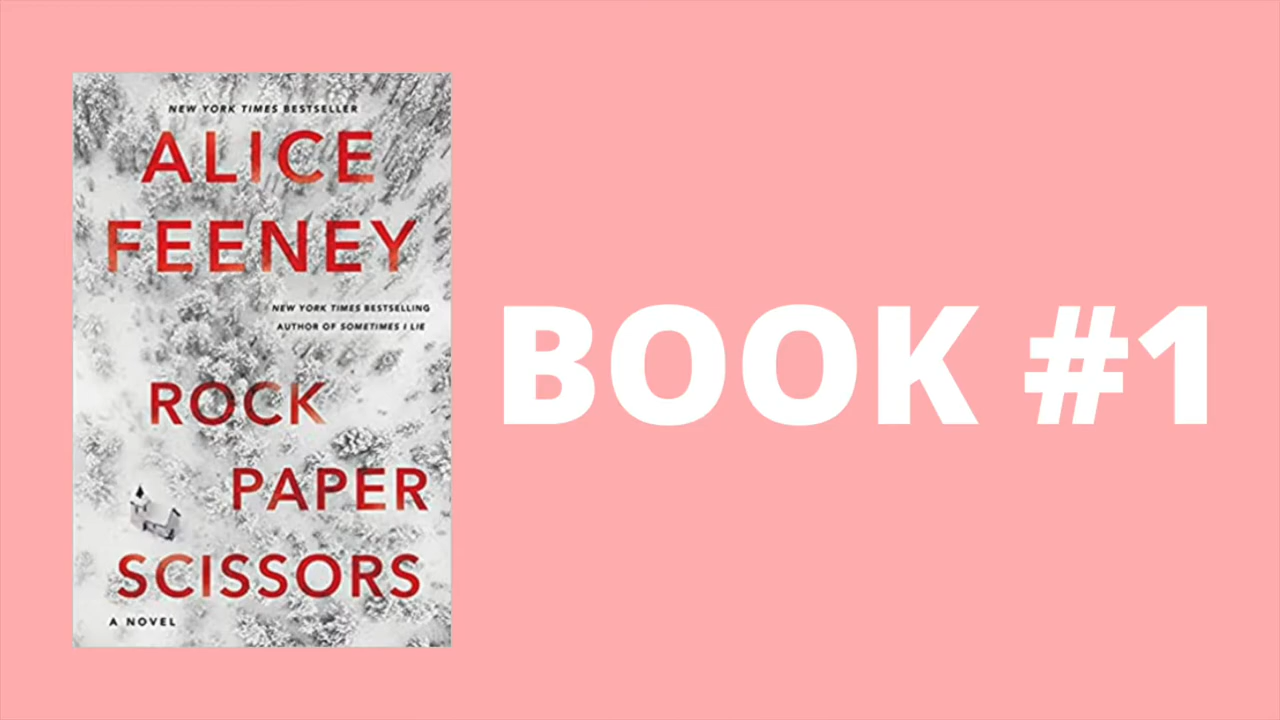 NEW YORK TIMES BESTSELLER
ALICE
FEENEY
NEW YORK TIMES BESTSELLING
AUTHOR OF SOMETIMES I LIE
ROCK
PAPER
SCISSORS
A NOVEL
BOOK #1